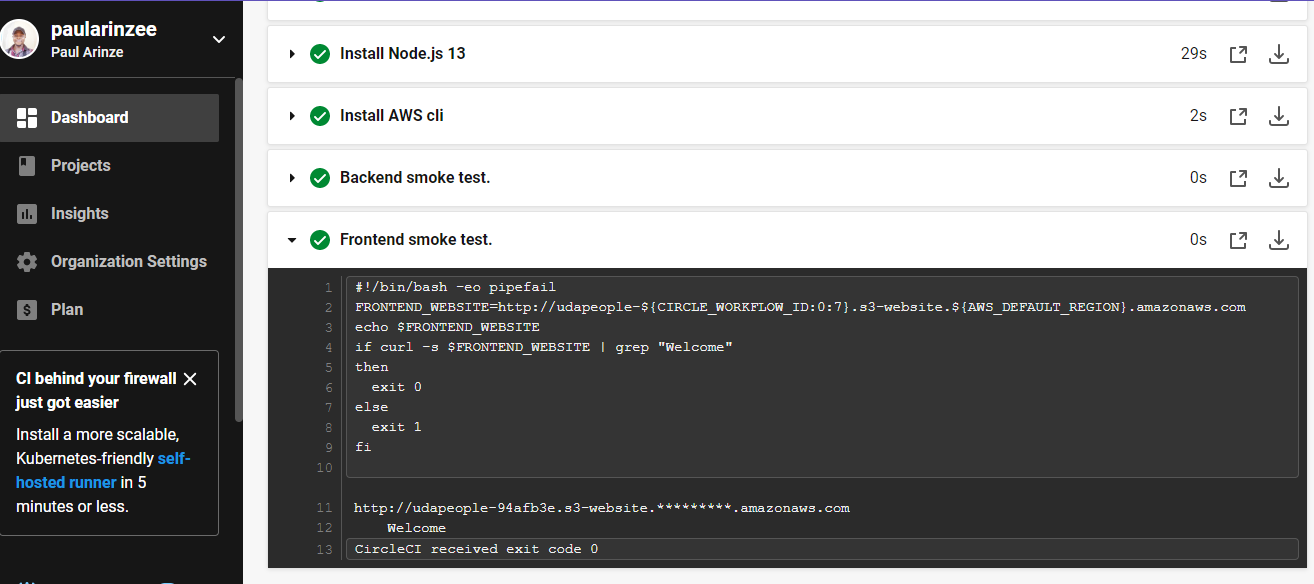 paularinzee
Paul Arinze
Dashboard
Projects
Insights
Organization Settings
Plan
CI behind your firewall
just got easier
Install a more scalable,
Kubernetes-friendly self-
hosted runner in 5
minutes or less.
Install Node.js 13 29s
Install AWS cli 2s
Backend smoke test. 0s
Frontend smoke test. 0s
1 #!/bin/bash -eo pipefail
2 FRONTEND_WEBSITE=http://udapeople-${CIRCLE_WORKFLOW_ID:0:7}.s3-website.${AWS_DEFAULT_REGION}.amazonaws.com
3 echo $FRONTEND_WEBSITE
4 if curl -s $FRONTEND_WEBSITE | grep "Welcome"
5 then
6   exit 0
7 else
8   exit 1
9 fi
10
11 http://udapeople-94afb3e.s3-website.*********.amazonaws.com
12     Welcome
13 CircleCI received exit code 0